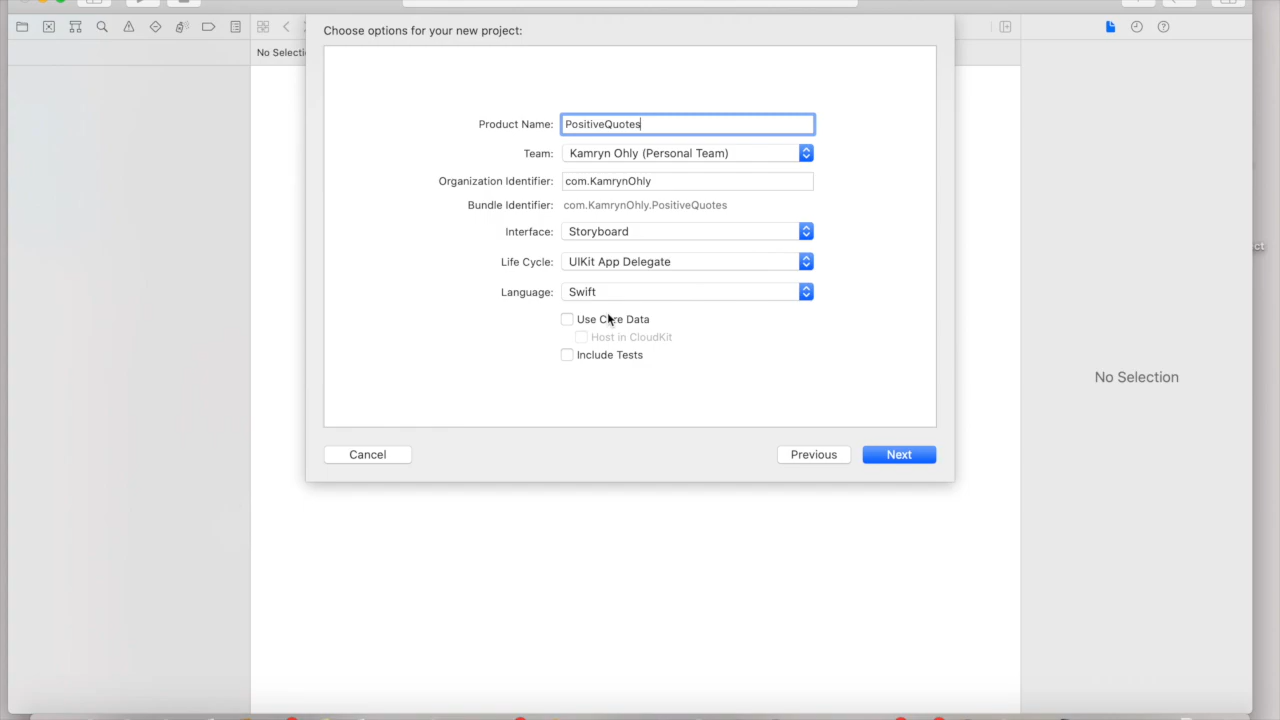 Choose options for your new project:
No Selecti
Product Name: PositiveQuotes
Team: Kamryn Ohly (Personal Team)
Organization Identifier: com.KamrynOhly
Bundle Identifier: com.KamrynOhly.PositiveQuotes
Interface: Storyboard
Life Cycle: UIKit App Delegate
Language: Swift
Use Core Data
Host in CloudKit
Include Tests
No Selection
Cancel Previous Next
ct